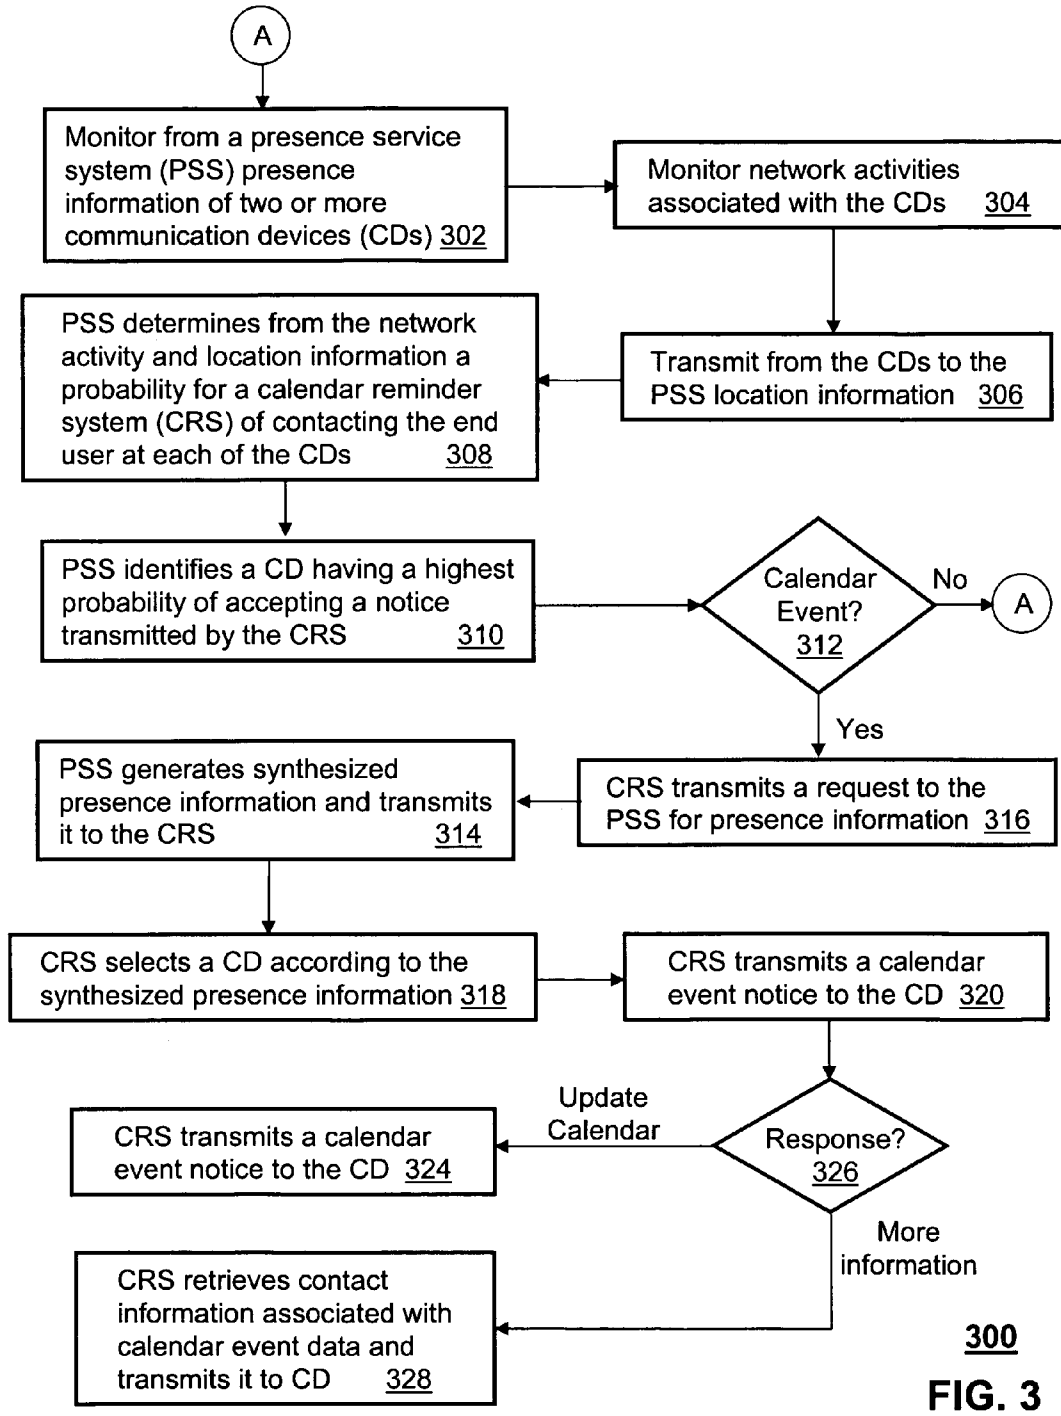 A
Monitor from a presence service
system (PSS) presence
information of two or more
communication devices (CDs) 302
Monitor network activities
associated with the CDs 304
Transmit from the CDs to the
PSS location information 306
PSS determines from the network
activity and location information a
probability for a calendar reminder
system (CRS) of contacting the end
user at each of the CDs 308
PSS identifies a CD having a highest
probability of accepting a notice
transmitted by the CRS 310
Calendar
Event?
312
No
A
Yes
CRS transmits a request to the
PSS for presence information 316
PSS generates synthesized
presence information and transmits
it to the CRS 314
CRS selects a CD according to the
synthesized presence information 318
CRS transmits a calendar
event notice to the CD 320
Response?
326
Update
Calendar
CRS transmits a calendar
event notice to the CD 324
More
information
CRS retrieves contact
information associated with
calendar event data and
transmits it to CD 328
300
FIG. 3